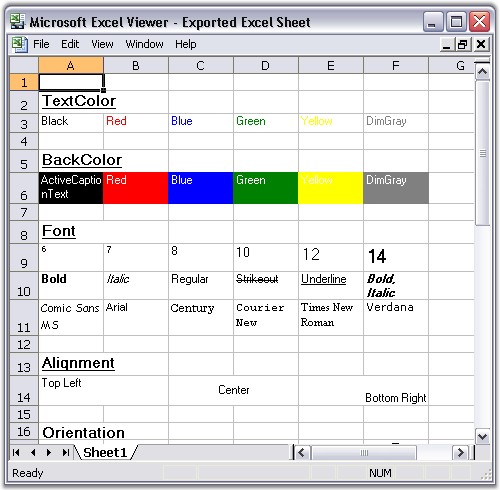 Microsoft Excel Viewer - Exported Excel Sheet
File Edit View Window Help
A B C D E F G
1
2 TextColor
3 Black Red Blue Green Yellow DimGray
4
5 BackColor
6 ActiveCaptio
nText Red Blue Green Yellow DimGray
7
8 Font
9 6 7 8 10 12 14
10 Bold Italic Regular Strikeout Underline Bold,
Italic
11 Comic Sans
MS Arial Century Courier
New Times New
Roman Verdana
12
13 Alignment
14 Top Left Center Bottom Right
15
16 Orientation
Sheet1
Ready NUM